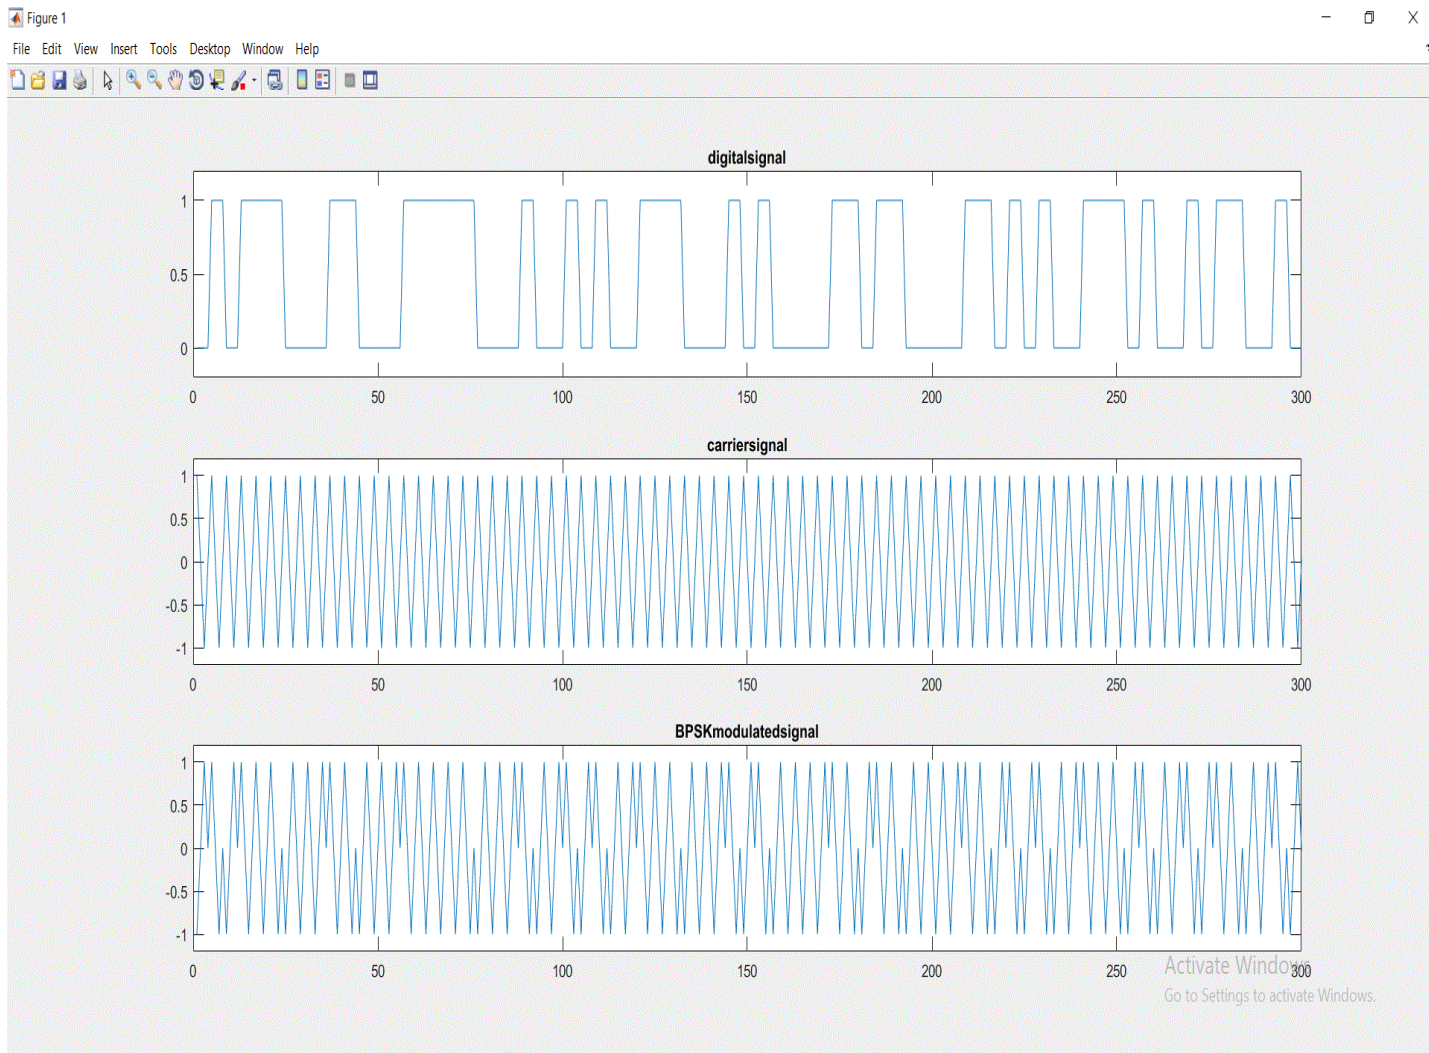 Figure 1
File Edit View Insert Tools Desktop Window Help
digitalsignal
1
0.5
0
0 50 100 150 200 250 300
carriersignal
1
0.5
0
-0.5
-1
0 50 100 150 200 250 300
BPSKmodulatedsignal
1
0.5
0
-0.5
-1
0 50 100 150 200 250 300
Activate Windows
Go to Settings to activate Windows.